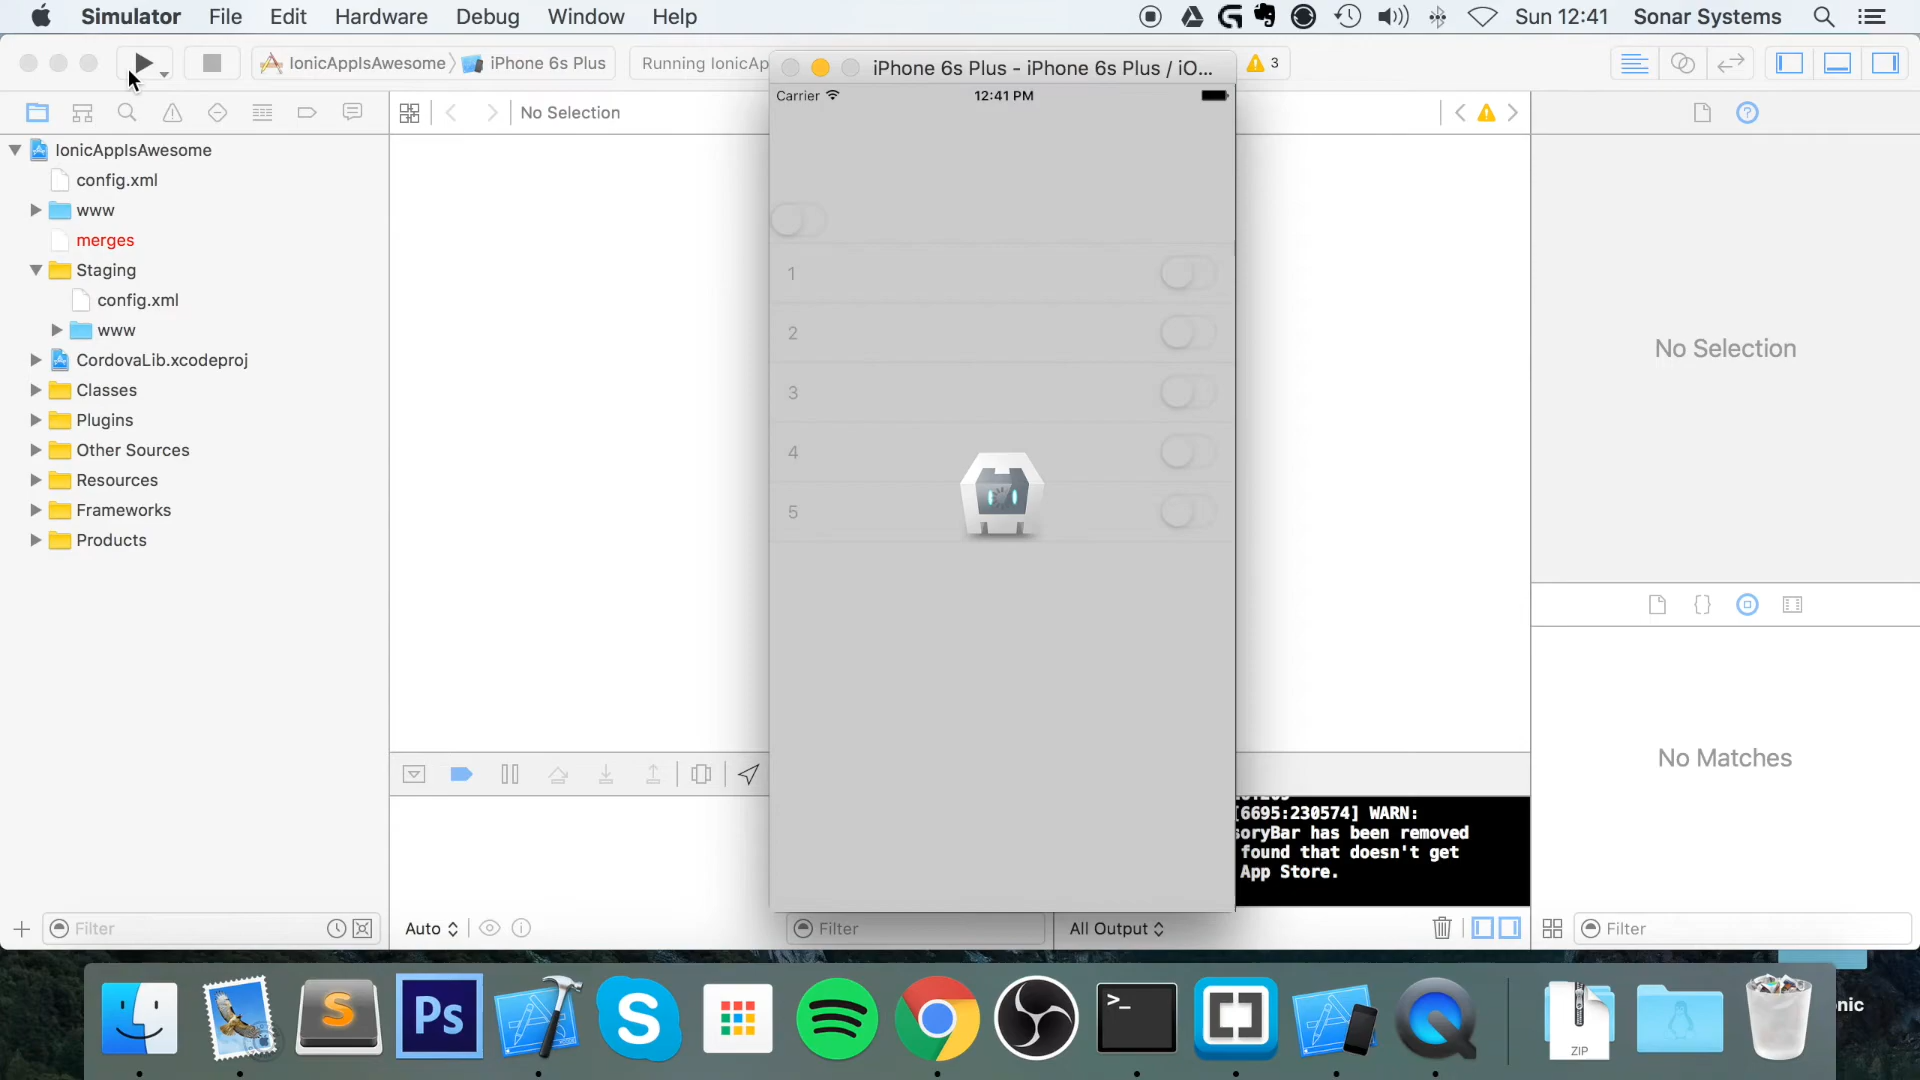 Simulator File Edit Hardware Debug Window Help Sun 12:41 Sonar Systems
IonicAppIsAwesome iPhone 6s Plus Running IonicAp
iPhone 6s Plus - iPhone 6s Plus / iO...
3
No Selection
Carrier 12:41 PM
IonicAppIsAwesome
config.xml
www
merges
Staging
config.xml
www
CordovaLib.xcodeproj
Classes
Plugins
Other Sources
Resources
Frameworks
Products
1
2
3
4
5
No Selection
No Matches
[6695:230574] WARN:
soryBar has been removed
found that doesn't get
App Store.
Filter
Auto
Filter
All Output
Filter
S
Ps
S
>_
ZIP
nic